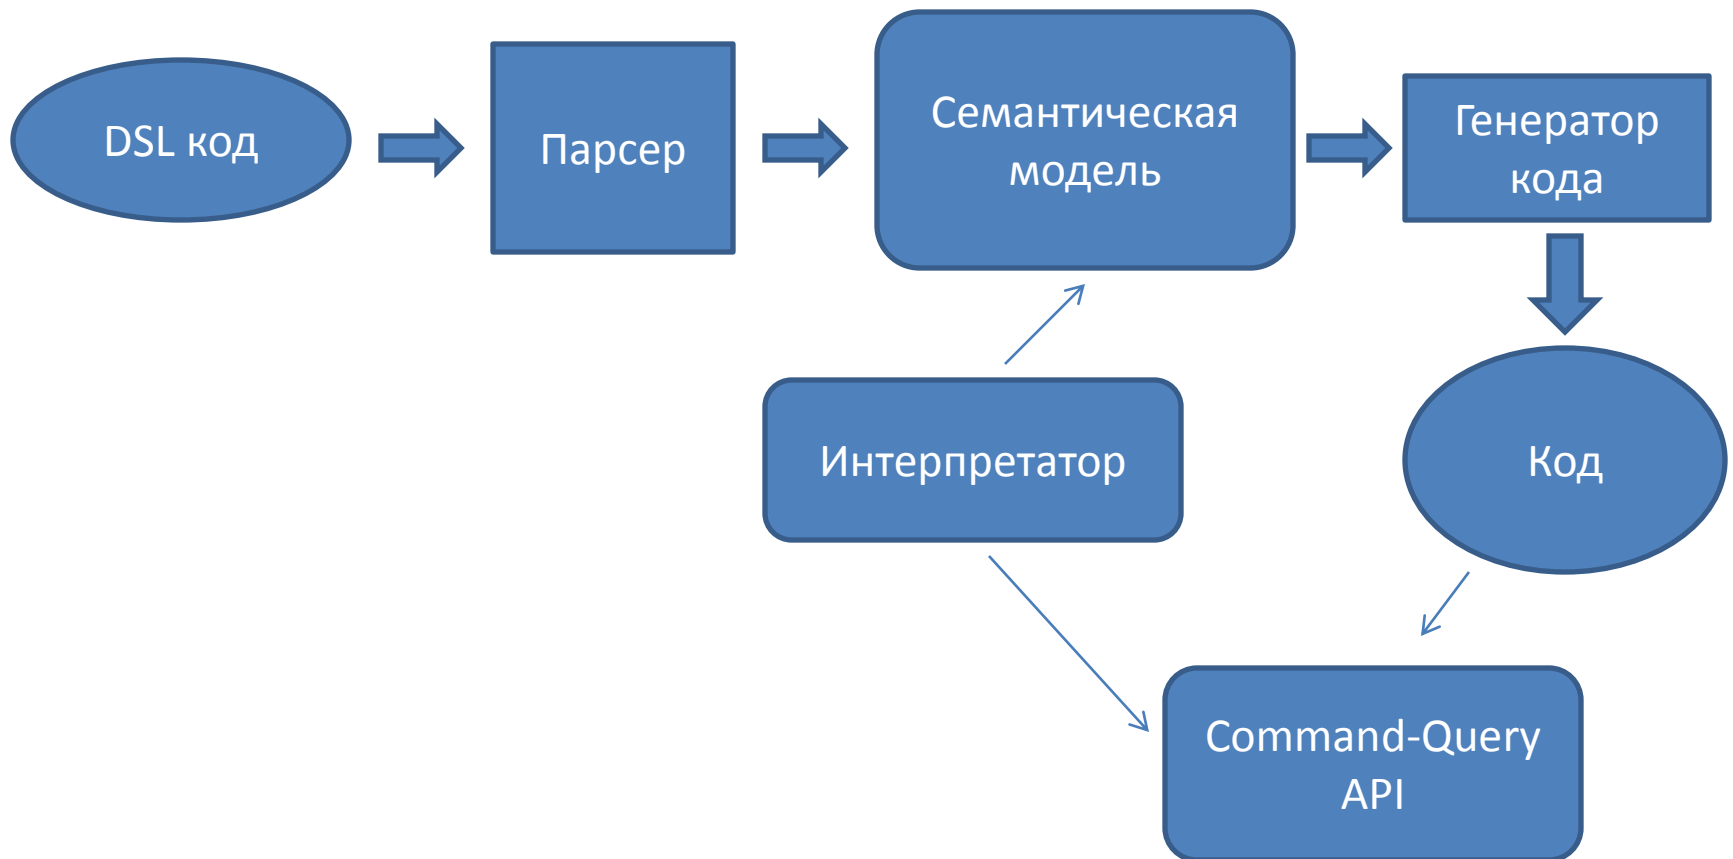 DSL код
Парсер
Семантическая
модель
Генератор
кода
Интерпретатор
Код
Command-Query
API